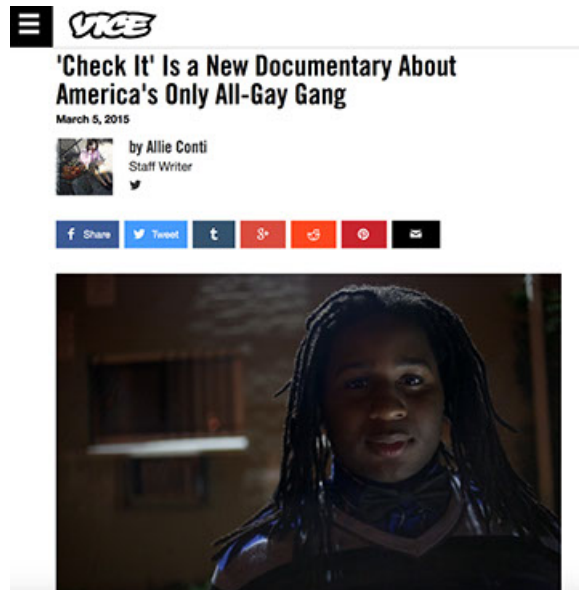 VICE
'Check It' Is a New Documentary About
America's Only All-Gay Gang
March 5, 2015
by Allie Conti
Staff Writer
f Share Tweet t g+